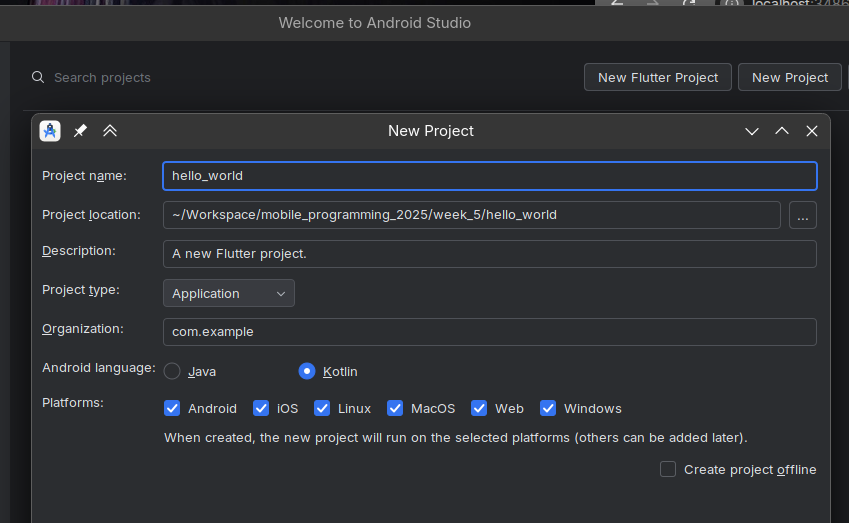 Welcome to Android Studio
Search projects
New Flutter Project
New Project
New Project
Project name:
hello_world
Project location:
~/Workspace/mobile_programming_2025/week_5/hello_world
...
Description:
A new Flutter project.
Project type:
Application
Organization:
com.example
Android language:
Java
Kotlin
Platforms:
Android
iOS
Linux
MacOS
Web
Windows
When created, the new project will run on the selected platforms (others can be added later).
Create project offline